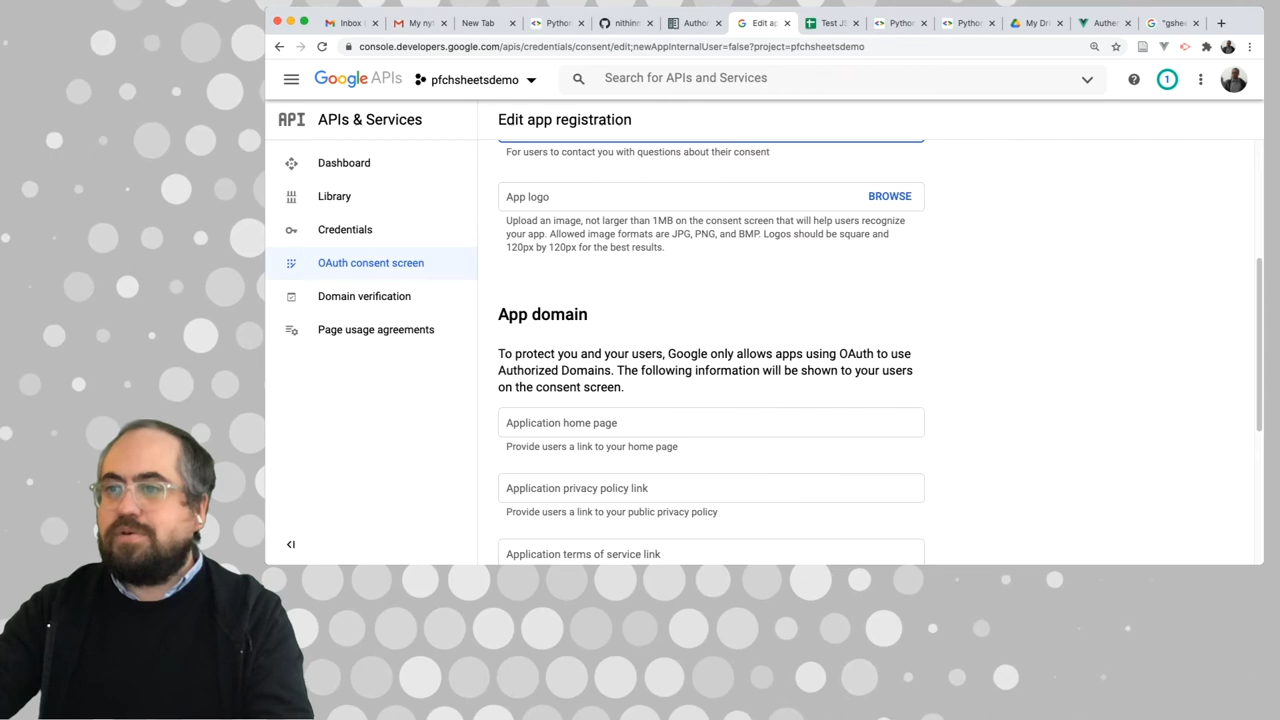 Inbox
My ny
New Tab
Python
nithinn
Autho
Edit ap
Test JS
Python
Python
My Dri
Auther
"gshe
console.developers.google.com/apis/credentials/consent/edit;newAppInternalUser=false?project=pfchsheetsdemo
Google APIs
pfchsheetsdemo
Search for APIs and Services
1
API
APIs & Services
Edit app registration
Dashboard
Library
Credentials
OAuth consent screen
Domain verification
Page usage agreements
For users to contact you with questions about their consent
App logo
BROWSE
Upload an image, not larger than 1MB on the consent screen that will help users recognize
your app. Allowed image formats are JPG, PNG, and BMP. Logos should be square and
120px by 120px for the best results.
App domain
To protect you and your users, Google only allows apps using OAuth to use
Authorized Domains. The following information will be shown to your users
on the consent screen.
Application home page
Provide users a link to your home page
Application privacy policy link
Provide users a link to your public privacy policy
Application terms of service link